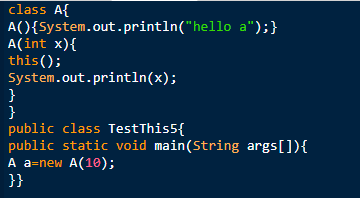 class A{
A(){System.out.println("hello a");}
A(int x){
this();
System.out.println(x);
}
}
public class TestThis5{
public static void main(String args[]){
A a=new A(10);
}}